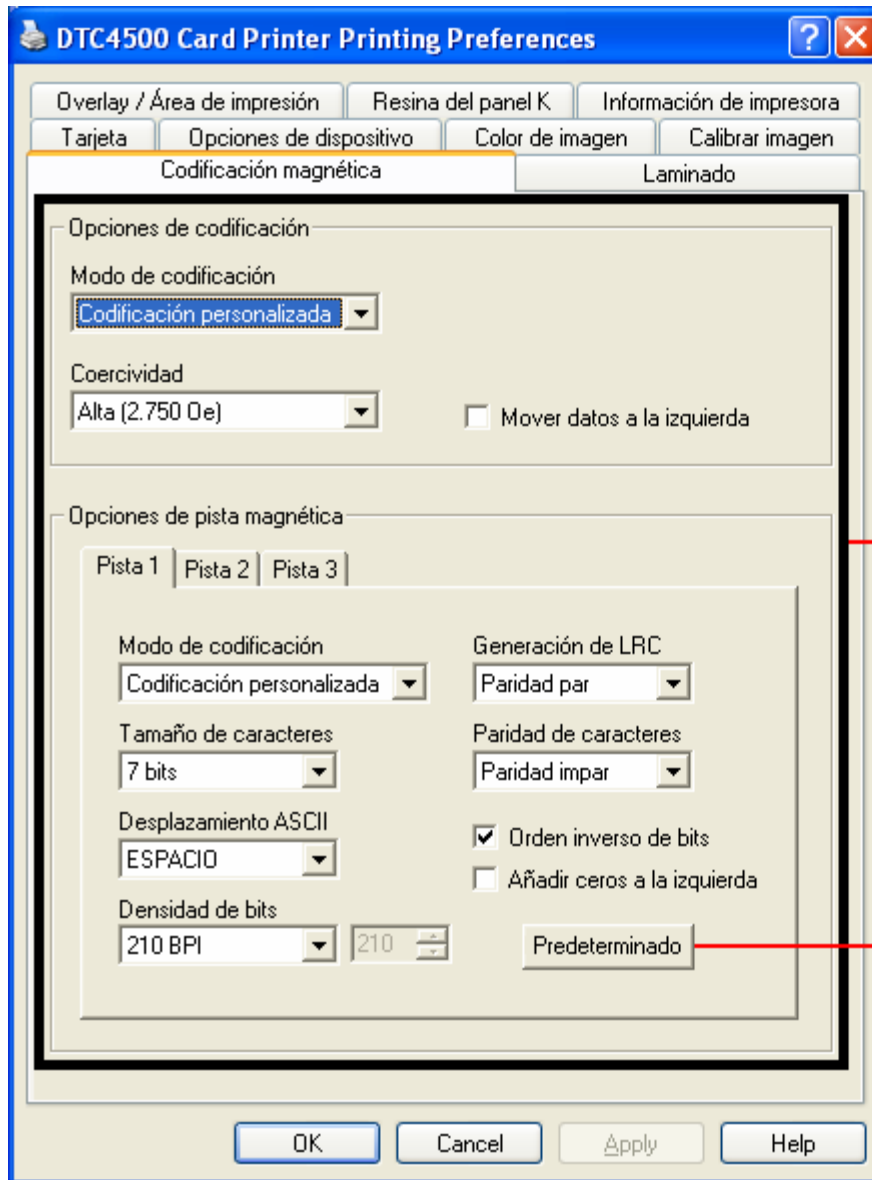 DTC4500 Card Printer Printing Preferences
Overlay / Área de impresión Resina del panel K Información de impresora
Tarjeta Opciones de dispositivo Color de imagen Calibrar imagen
Codificación magnética Laminado
Opciones de codificación
Modo de codificación
Codificación personalizada
Coercividad
Alta (2.750 Oe) Mover datos a la izquierda
Opciones de pista magnética
Pista 1 Pista 2 Pista 3
Modo de codificación Generación de LRC
Codificación personalizada Paridad par
Tamaño de caracteres Paridad de caracteres
7 bits Paridad impar
Desplazamiento ASCII
Orden inverso de bits
ESPACIO
Añadir ceros a la izquierda
Densidad de bits
210 BPI 210 Predeterminado
OK Cancel Apply Help